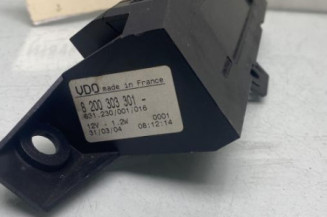 VDO made in France
8 200 303 301 -
431.230/001/016
0001
12V - 1.2W
31/03/04 08:12:14